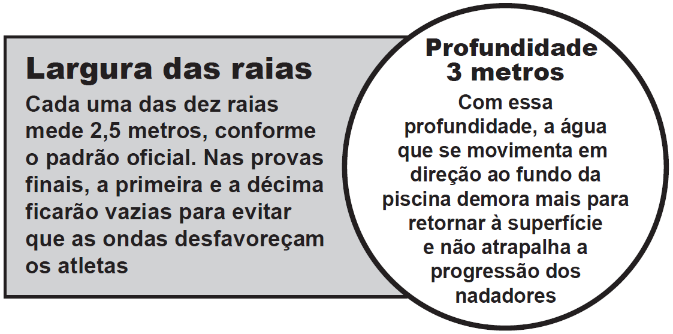 Largura das raias
Cada uma das dez raias
mede 2,5 metros, conforme
o padrão oficial. Nas provas
finais, a primeira e a décima
ficarão vazias para evitar
que as ondas desfavoreçam
os atletas
Profundidade
3 metros
Com essa
profundidade, a água
que se movimenta em
direção ao fundo da
piscina demora mais para
retornar à superfície
e não atrapalha a
progressão dos
nadadores